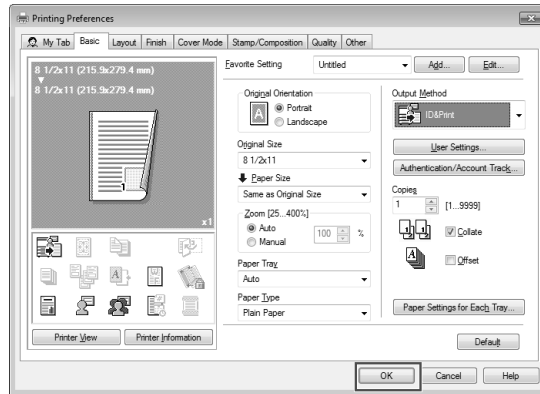 Printing Preferences
My Tab Basic Layout Finish Cover Mode Stamp/Composition Quality Other
8 1/2x11 (215.9x279.4 mm)
8 1/2x11 (215.9x279.4 mm)
1
x1
Printer View Printer Information
Favorite Setting Untitled Add... Edit...
Original Orientation
A Portrait
Landscape
Original Size
8 1/2x11
Paper Size
Same as Original Size
Zoom [25...400%]
Auto
Manual 100 %
Paper Tray
Auto
Paper Type
Plain Paper
Output Method
ID&Print
User Settings...
Authentication/Account Track...
Copies
1 [1...9999]
Collate
Offset
Paper Settings for Each Tray...
Default
OK Cancel Help